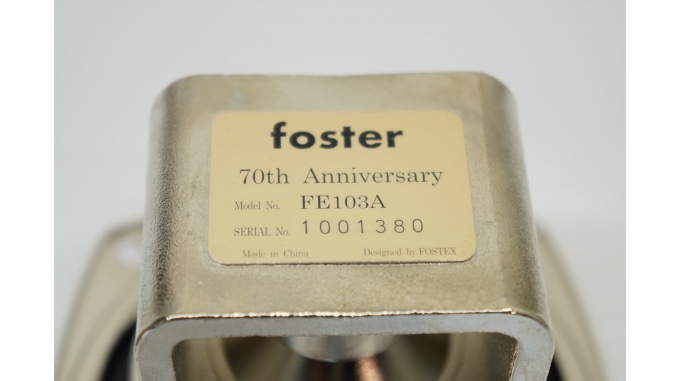 foster
70th Anniversary
Model No. FE103A
SERIAL No. 1001380
Made in China Designed by FOSTEX